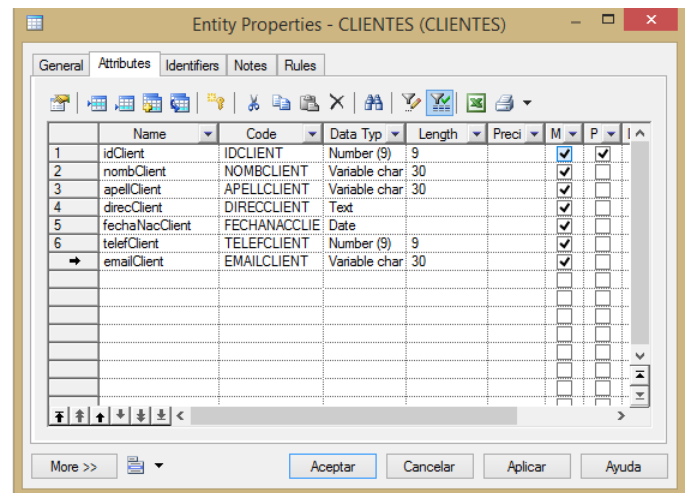 Entity Properties - CLIENTES (CLIENTES)
General Attributes Identifiers Notes Rules
Name Code Data Typ Length Preci M P I
1 idClient IDCLIENT Number (9) 9
2 nombClient NOMBCLIENT Variable char 30
3 apellClient APELLCLIENT Variable char 30
4 direcClient DIRECCLIENT Text
5 fechaNacClient FECHANACCLIE Date
6 telefClient TELEFCLIENT Number (9) 9
emailClient EMAILCLIENT Variable char 30
More >> Aceptar Cancelar Aplicar Ayuda